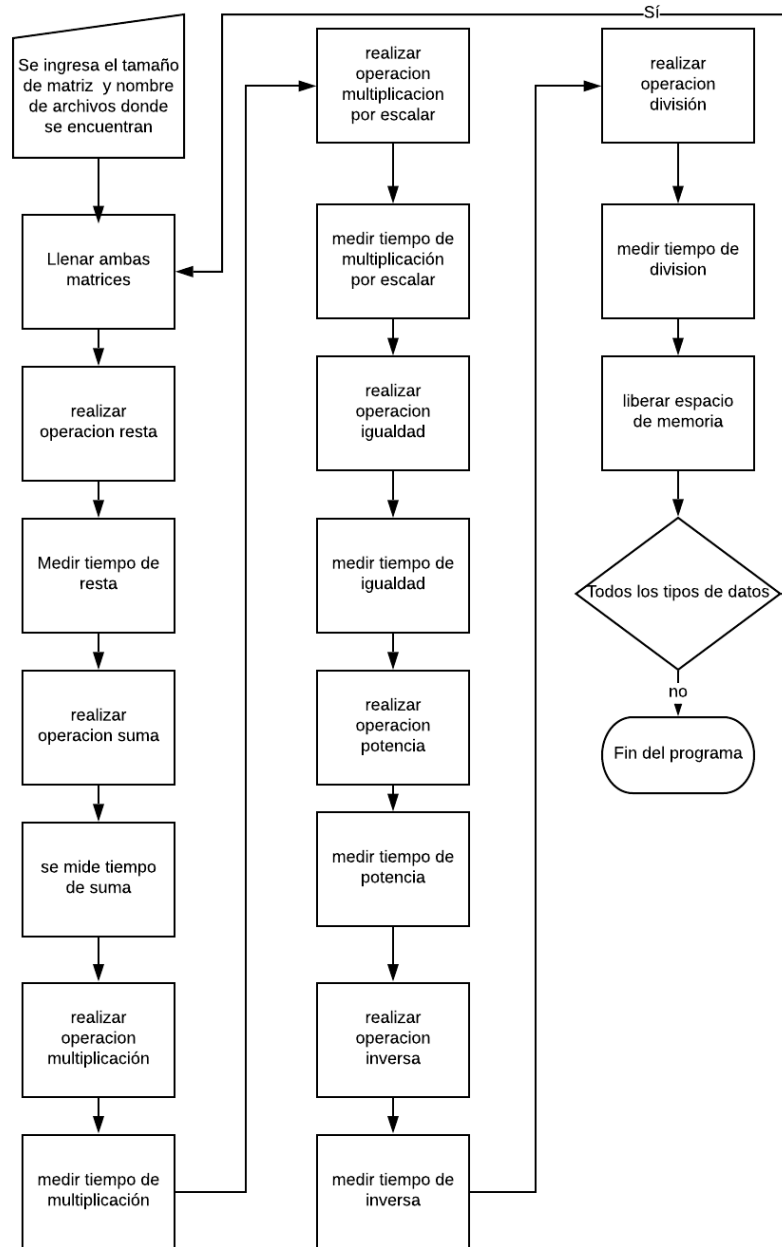 Se ingresa el tamaño
de matriz y nombre
de archivos donde
se encuentran
Llenar ambas
matrices
realizar
operacion resta
Medir tiempo de
resta
realizar
operacion suma
se mide tiempo
de suma
realizar
operacion
multiplicación
medir tiempo de
multiplicación
realizar
operacion
multiplicacion
por escalar
medir tiempo de
multiplicación
por escalar
realizar
operacion
igualdad
medir tiempo de
igualdad
realizar
operacion
potencia
medir tiempo de
potencia
realizar
operacion
inversa
medir tiempo de
inversa
Sí
realizar
operacion
división
medir tiempo de
division
liberar espacio
de memoria
Todos los tipos de datos
no
Fin del programa